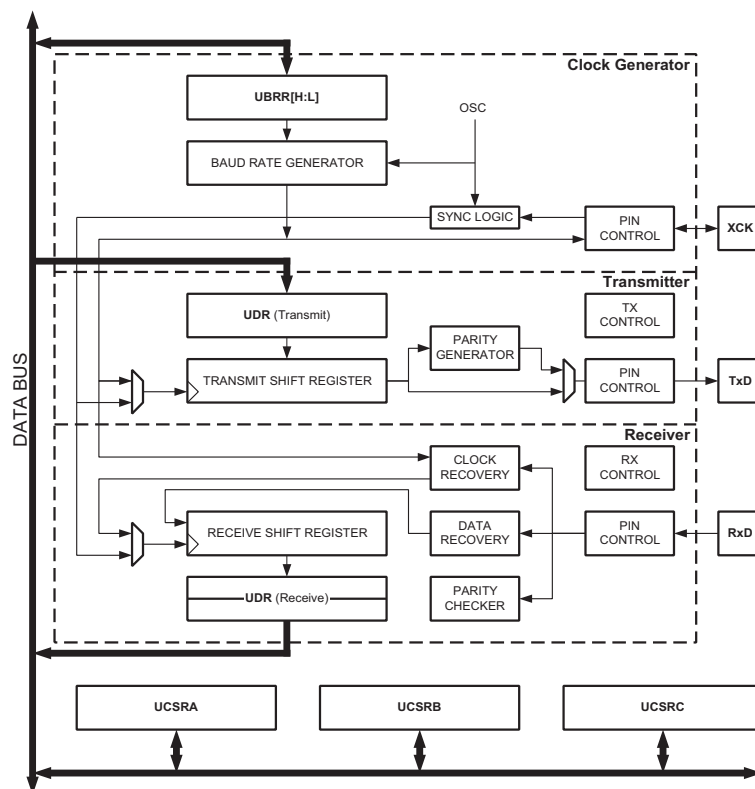 Clock Generator
UBRR[H:L]
OSC
BAUD RATE GENERATOR
SYNC LOGIC
PIN
CONTROL
XCK
Transmitter
UDR (Transmit)
TX
CONTROL
PARITY
GENERATOR
TRANSMIT SHIFT REGISTER
PIN
CONTROL
TxD
DATA BUS
Receiver
CLOCK
RECOVERY
RX
CONTROL
RECEIVE SHIFT REGISTER
DATA
RECOVERY
PIN
CONTROL
RxD
UDR (Receive)
PARITY
CHECKER
UCSRA
UCSRB
UCSRC